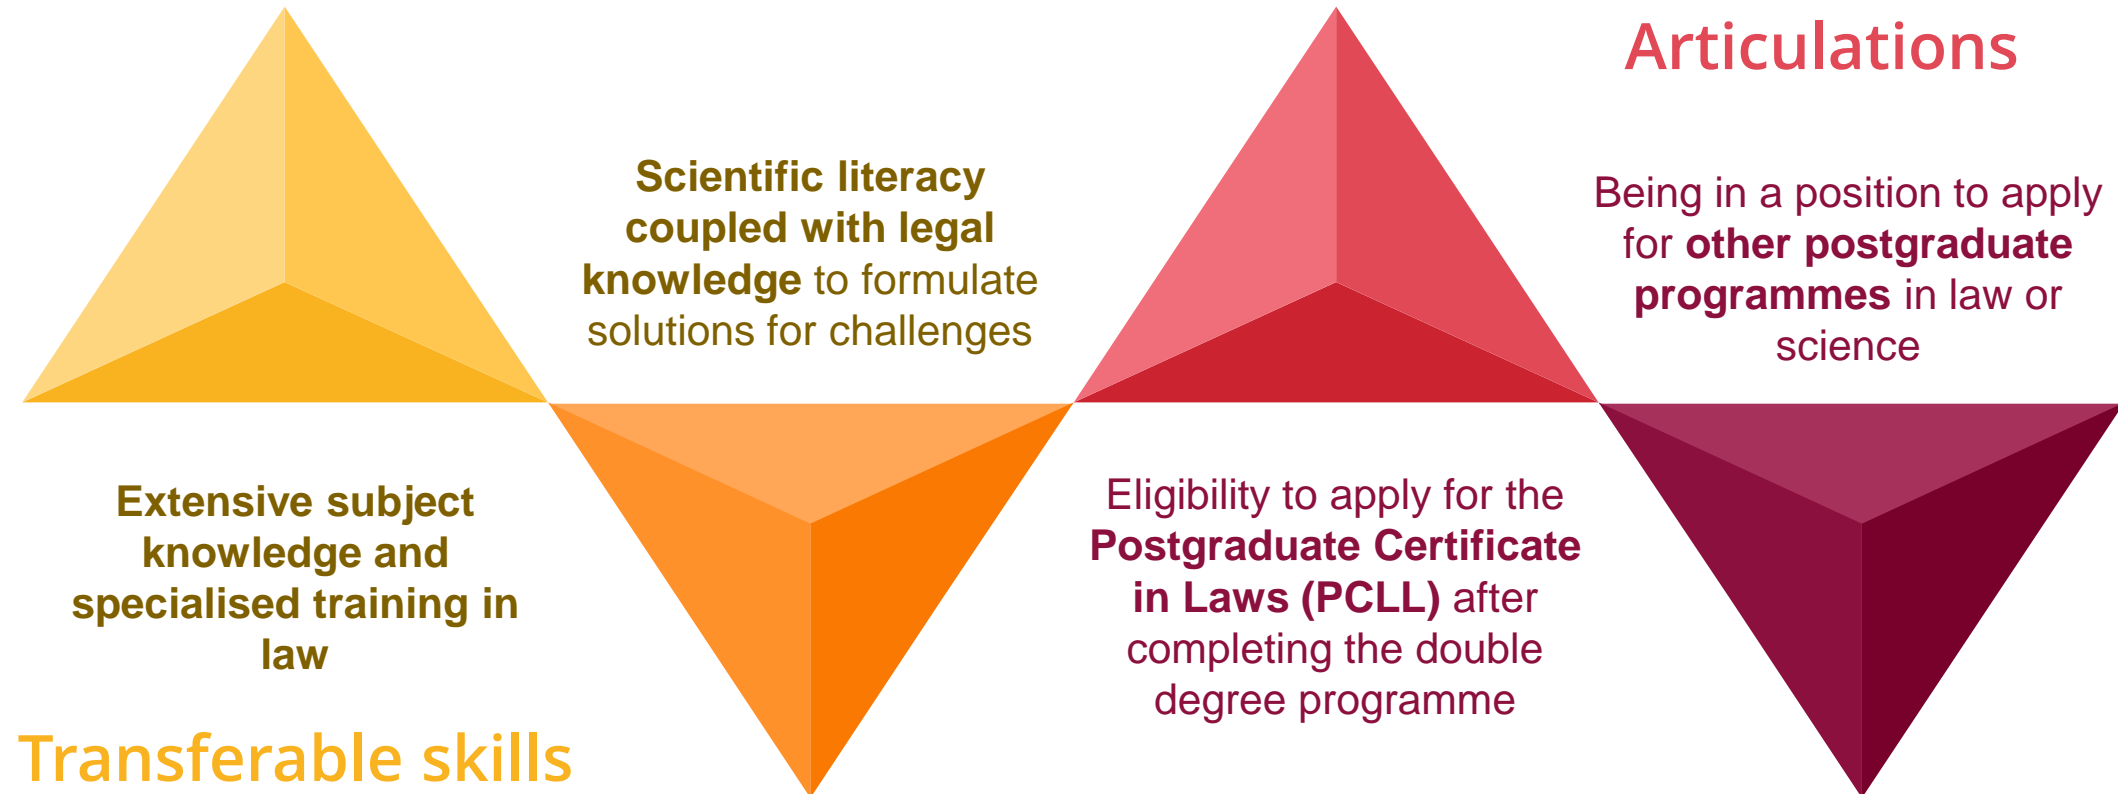 Articulations
Scientific literacy
coupled with legal
knowledge to formulate
solutions for challenges
Being in a position to apply
for other postgraduate
programmes in law or
science
Extensive subject
knowledge and
specialised training in
law
Eligibility to apply for the
Postgraduate Certificate
in Laws (PCLL) after
completing the double
degree programme
Transferable skills